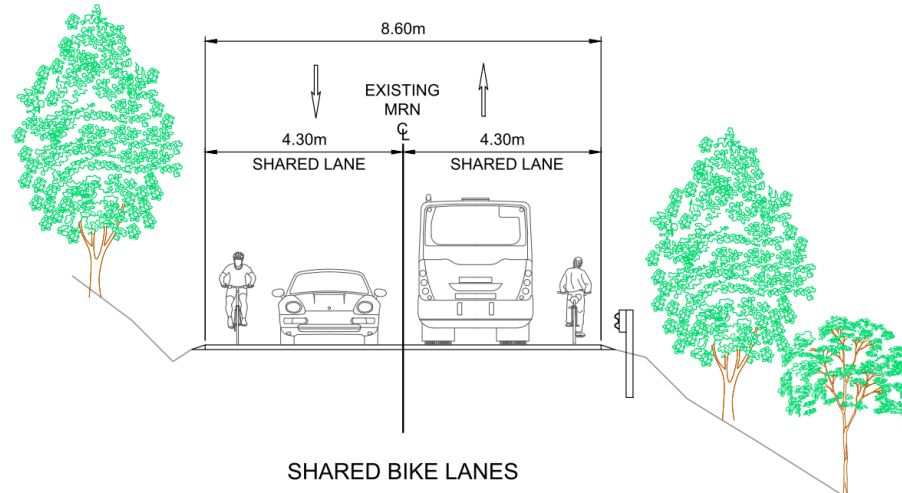 8.60m
EXISTING
MRN
℄
4.30m
4.30m
SHARED LANE
SHARED LANE
SHARED BIKE LANES